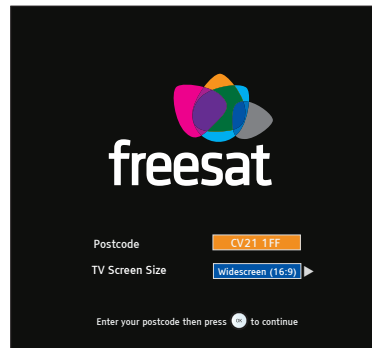 freesat
Postcode CV21 1FF
TV Screen Size Widescreen (16:9)
Enter your postcode then press OK to continue